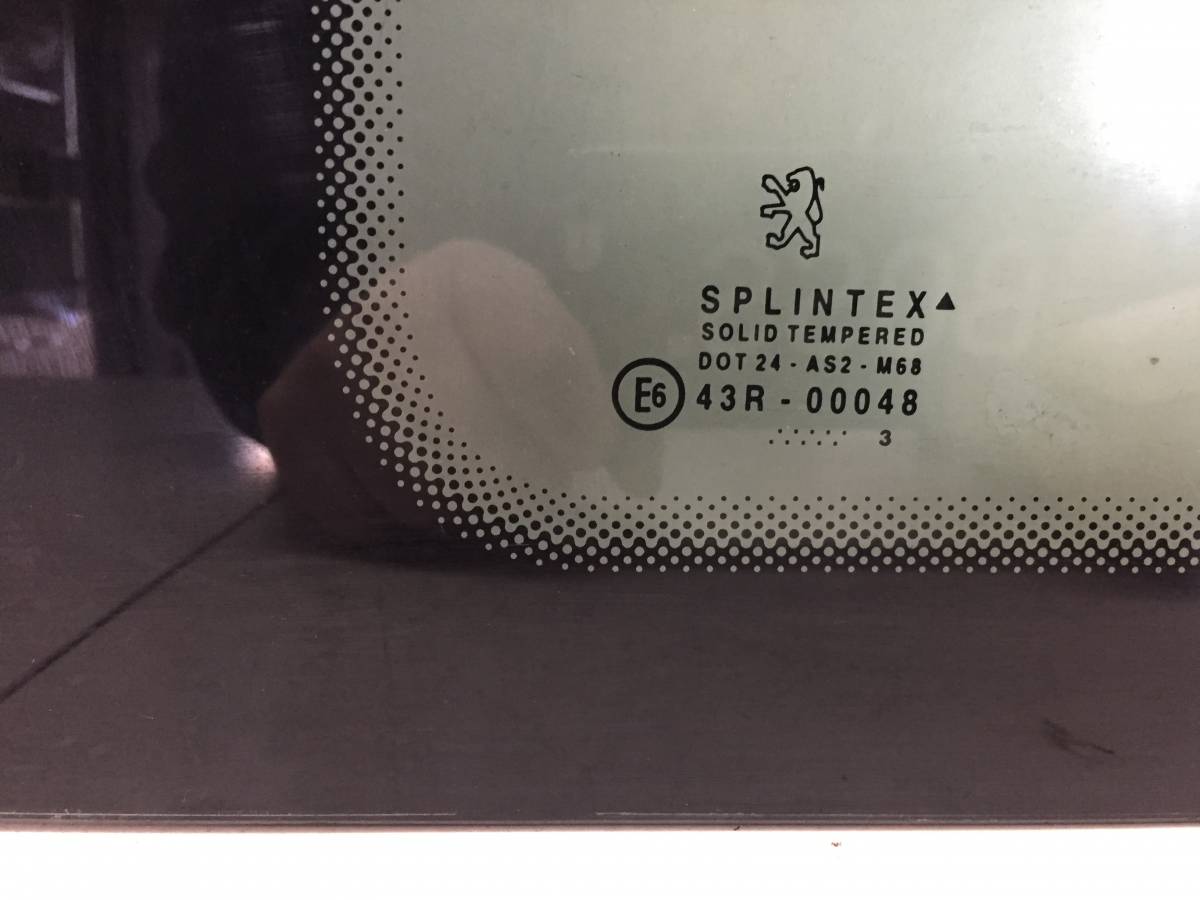 SPLINTEX▲
SOLID TEMPERED
DOT 24 - AS2 - M68
E6 43R - 00048
3